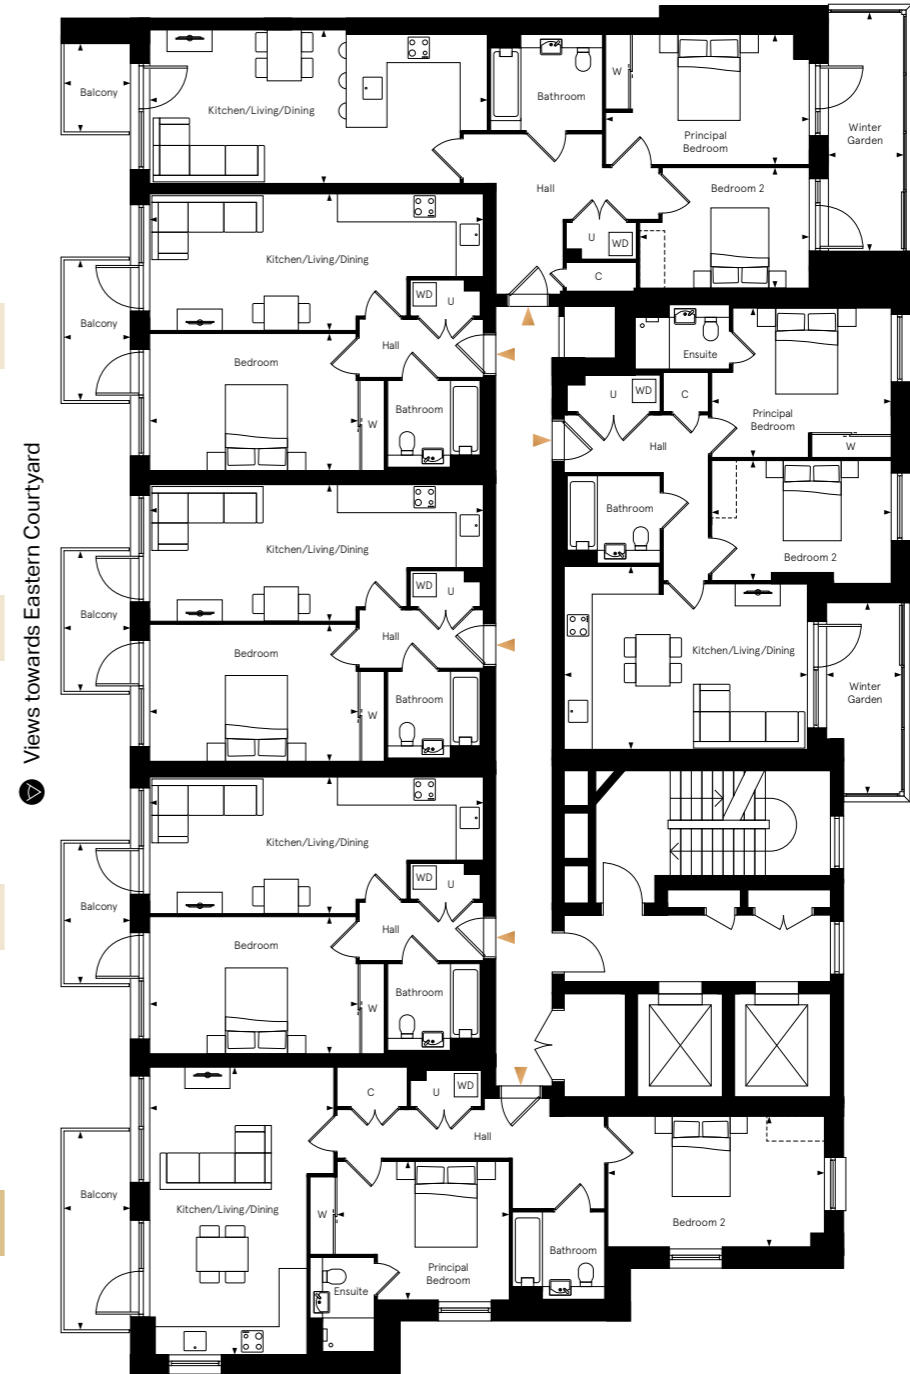 Views towards Eastern Courtyard
Balcony
Kitchen/Living/Dining
Bathroom
W
Principal
Bedroom
Winter
Garden
Hall
Bedroom 2
U
WD
C
Balcony
Kitchen/Living/Dining
WD
U
Hall
Bedroom
Bathroom
W
Ensuite
U
WD
C
Principal
Bedroom
Hall
W
Bathroom
Bedroom 2
Kitchen/Living/Dining
Winter
Garden
Balcony
Kitchen/Living/Dining
WD
U
Hall
Bedroom
Bathroom
W
Balcony
Kitchen/Living/Dining
WD
U
Hall
Bedroom
Bathroom
W
C
U
WD
Hall
Balcony
Kitchen/Living/Dining
W
Principal
Bedroom
Ensuite
Bathroom
Bedroom 2